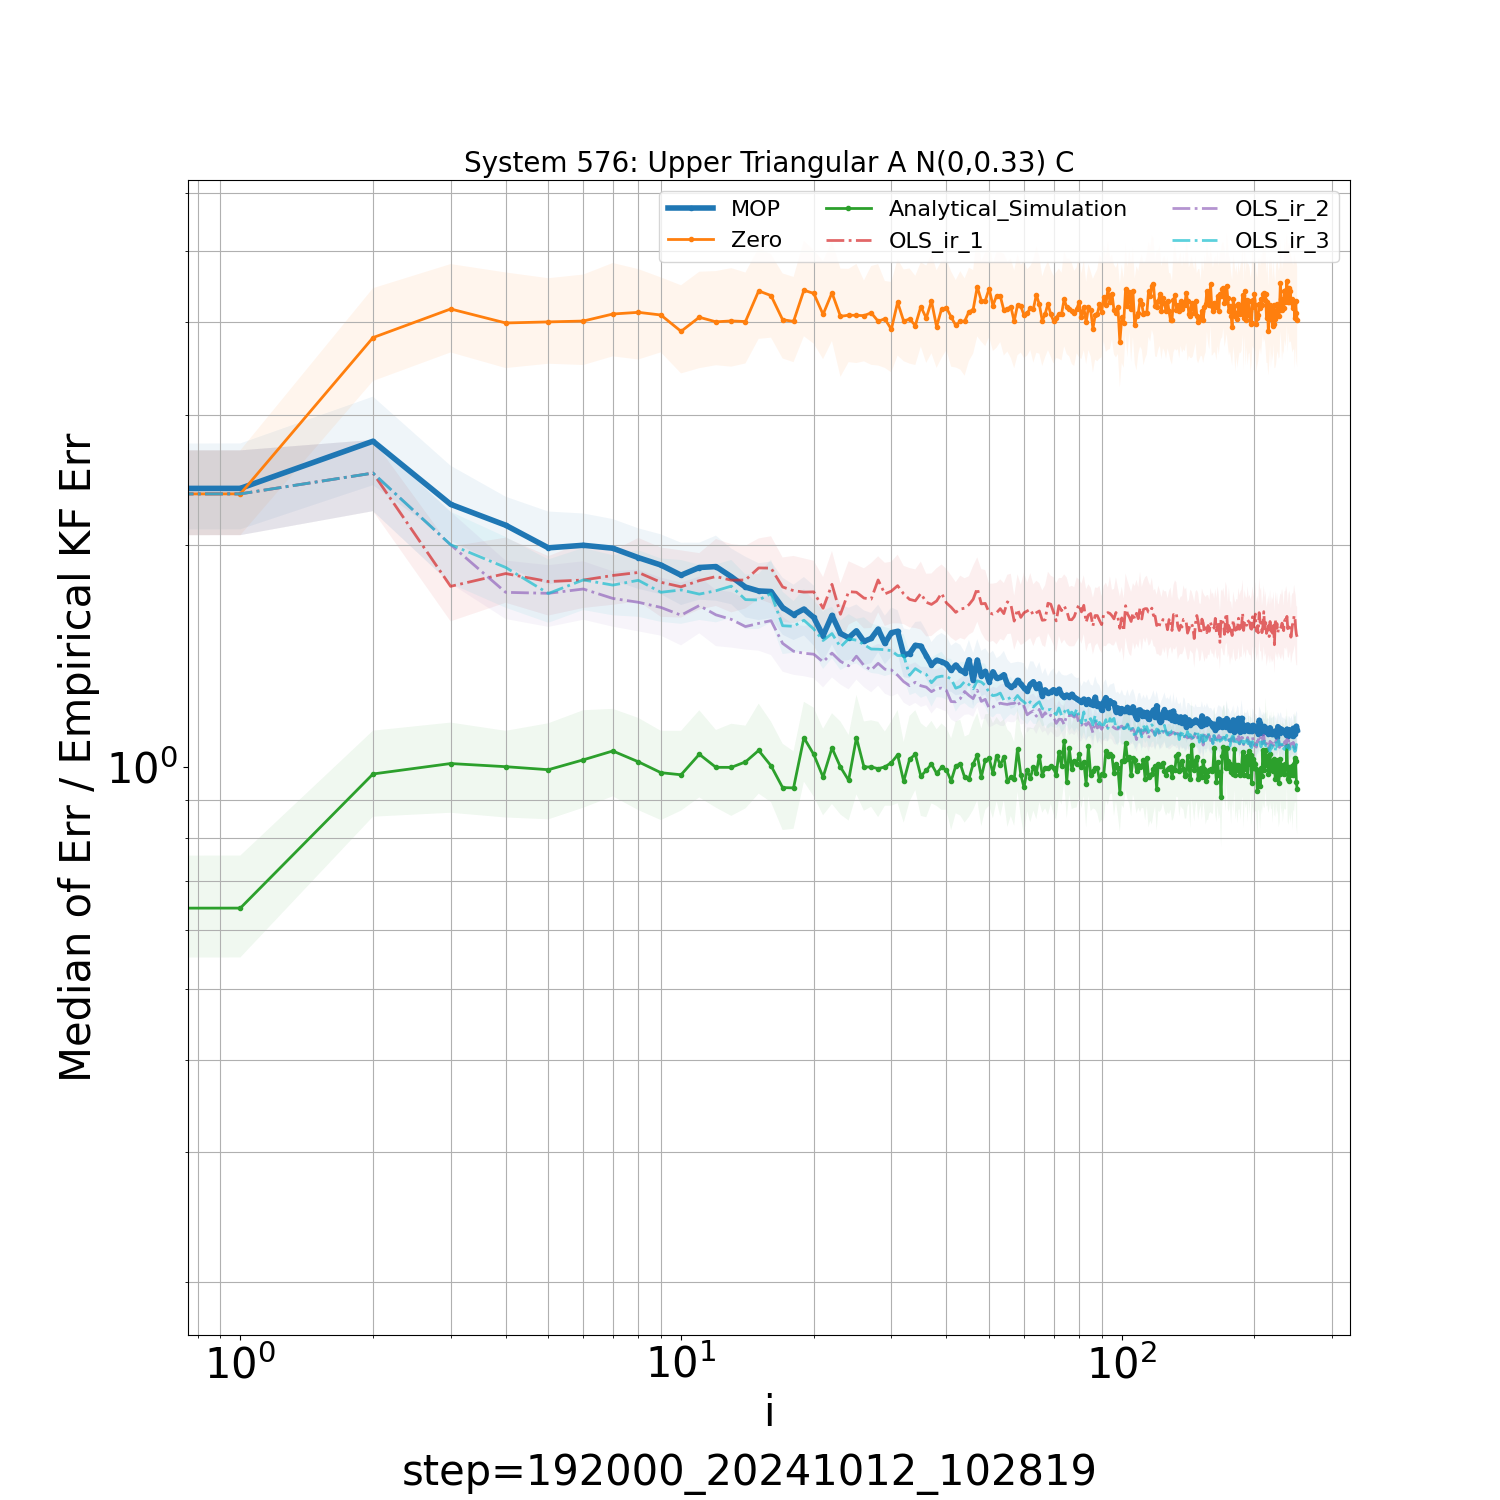 System 576: Upper Triangular A N(0,0.33) C
MOP
Zero
Analytical_Simulation
OLS_ir_1
OLS_ir_2
OLS_ir_3
Median of Err / Empirical KF Err
10⁰
10⁰ 10¹ 10²
i
step=192000_20241012_102819